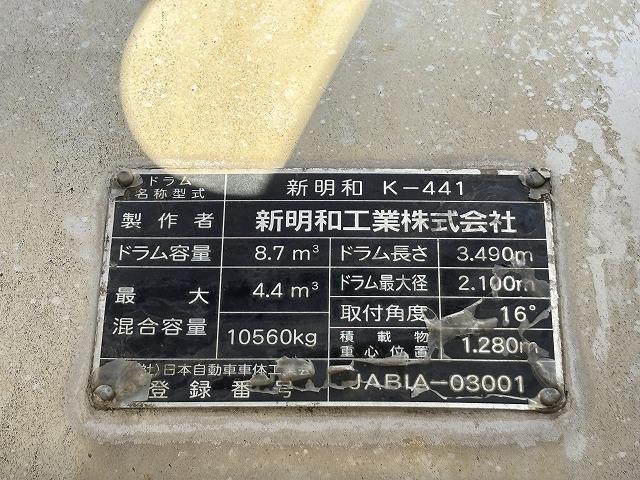 ドラム
名称型式
新明和 K-441
製作者
新明和工業株式会社
ドラム容量
8.7 m³
ドラム長さ
3.490m
最大
混合容量
4.4 m³
10560kg
ドラム最大径
2.100m
取付角度
16°
積載物
重心位置
1.280m
社)日本自動車車体工業会
登録番号
JABIA-03001